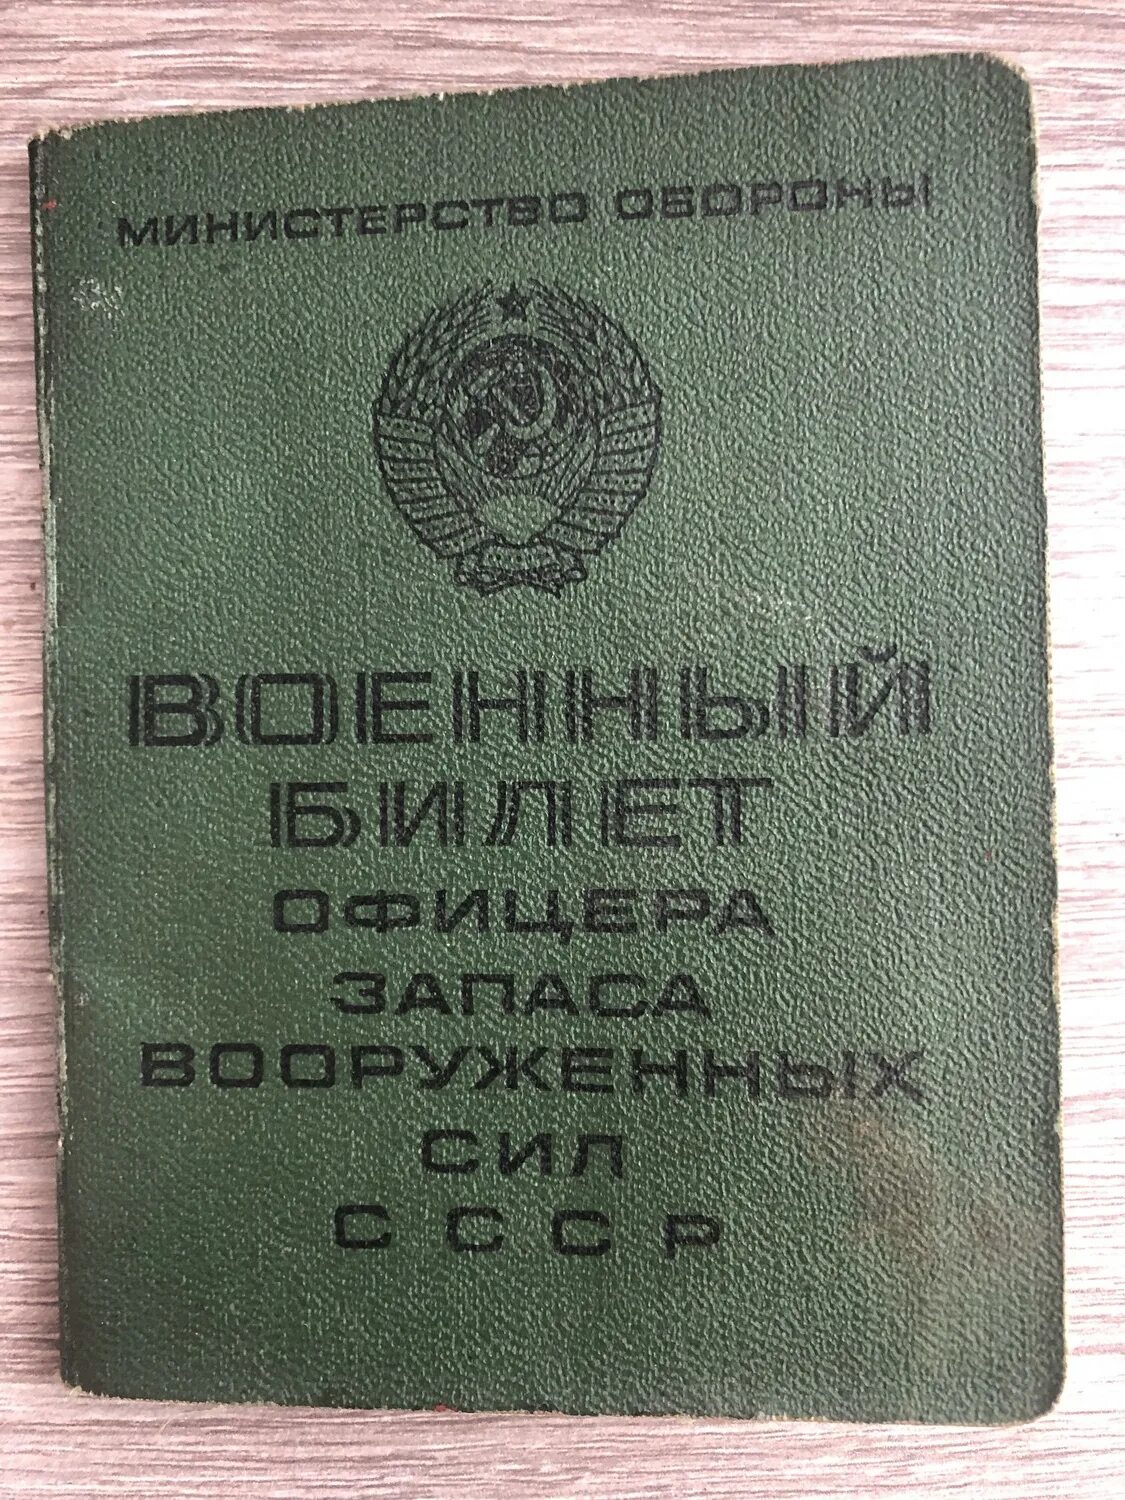 МИНИСТЕРСТВО ОБОРОНЫ
ВОЕННЫЙ
БИЛЕТ
ОФИЦЕРА
ЗАПАСА
ВООРУЖЕННЫХ
СИЛ
СССР